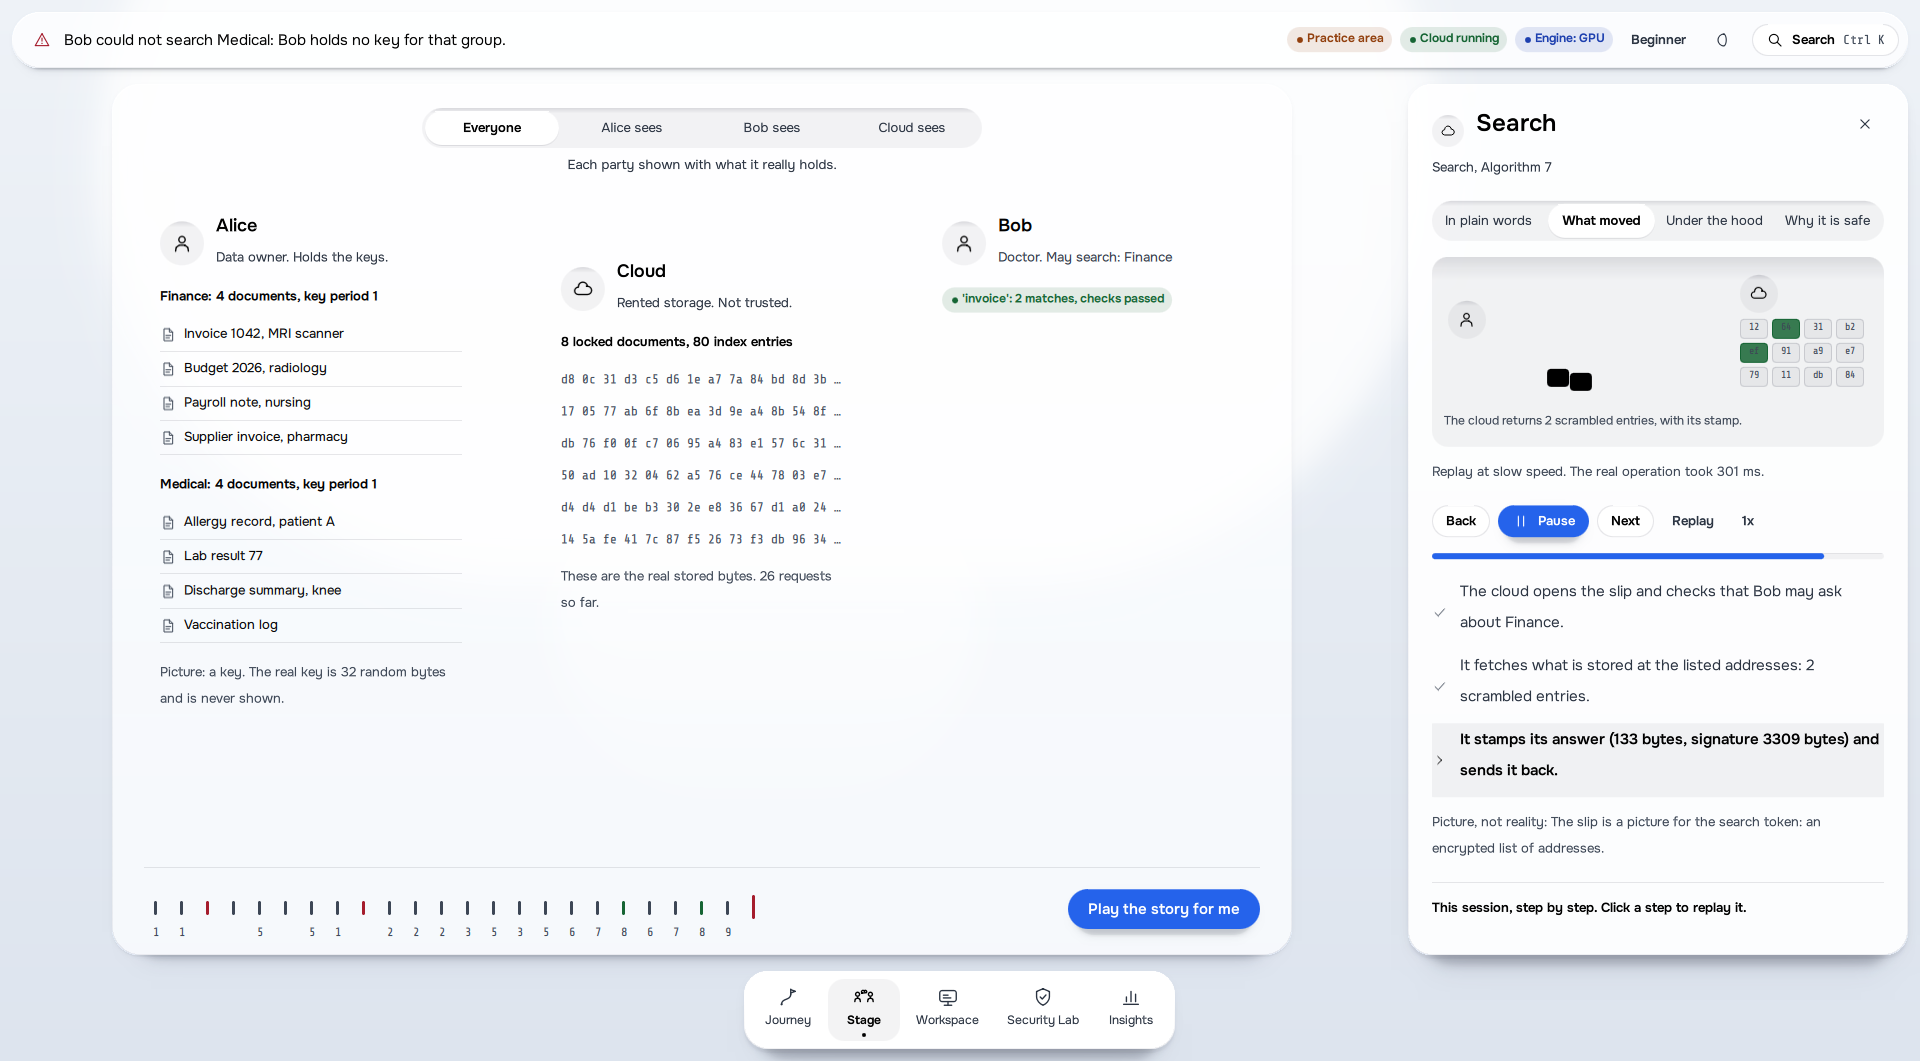 Bob could not search Medical: Bob holds no key for that group.
Practice area
Cloud running
Engine: GPU
Beginner
Search Ctrl K
Everyone
Alice sees
Bob sees
Cloud sees
Each party shown with what it really holds.
Alice
Data owner. Holds the keys.
Finance: 4 documents, key period 1
Invoice 1042, MRI scanner
Budget 2026, radiology
Payroll note, nursing
Supplier invoice, pharmacy
Medical: 4 documents, key period 1
Allergy record, patient A
Lab result 77
Discharge summary, knee
Vaccination log
Picture: a key. The real key is 32 random bytes
and is never shown.
Cloud
Rented storage. Not trusted.
8 locked documents, 80 index entries
d8 0c 31 d3 c5 d6 1e a7 7a 84 bd 8d 3b …
17 05 77 ab 6f 8b ea 3d 9e a4 8b 54 8f …
db 76 f0 0f c7 06 95 a4 83 e1 57 6c 31 …
50 ad 10 32 04 62 a5 76 ce 44 78 03 e7 …
d4 d4 d1 be b3 30 2e e8 36 67 d1 a0 24 …
14 5a fe 41 7c 87 f5 26 73 f3 db 96 34 …
These are the real stored bytes. 26 requests
so far.
Bob
Doctor. May search: Finance
'invoice': 2 matches, checks passed
1 1 5 5 1 2 2 2 3 5 3 5 6 7 8 6 7 8 9
Play the story for me
Search
Search, Algorithm 7
In plain words
What moved
Under the hood
Why it is safe
12 31 b2
ef 91 a9 e7
79 11 db 84
The cloud returns 2 scrambled entries, with its stamp.
Replay at slow speed. The real operation took 301 ms.
Back
Pause
Next
Replay
1x
The cloud opens the slip and checks that Bob may ask
about Finance.
It fetches what is stored at the listed addresses: 2
scrambled entries.
It stamps its answer (133 bytes, signature 3309 bytes) and
sends it back.
Picture, not reality: The slip is a picture for the search token: an
encrypted list of addresses.
This session, step by step. Click a step to replay it.
Journey
Stage
Workspace
Security Lab
Insights